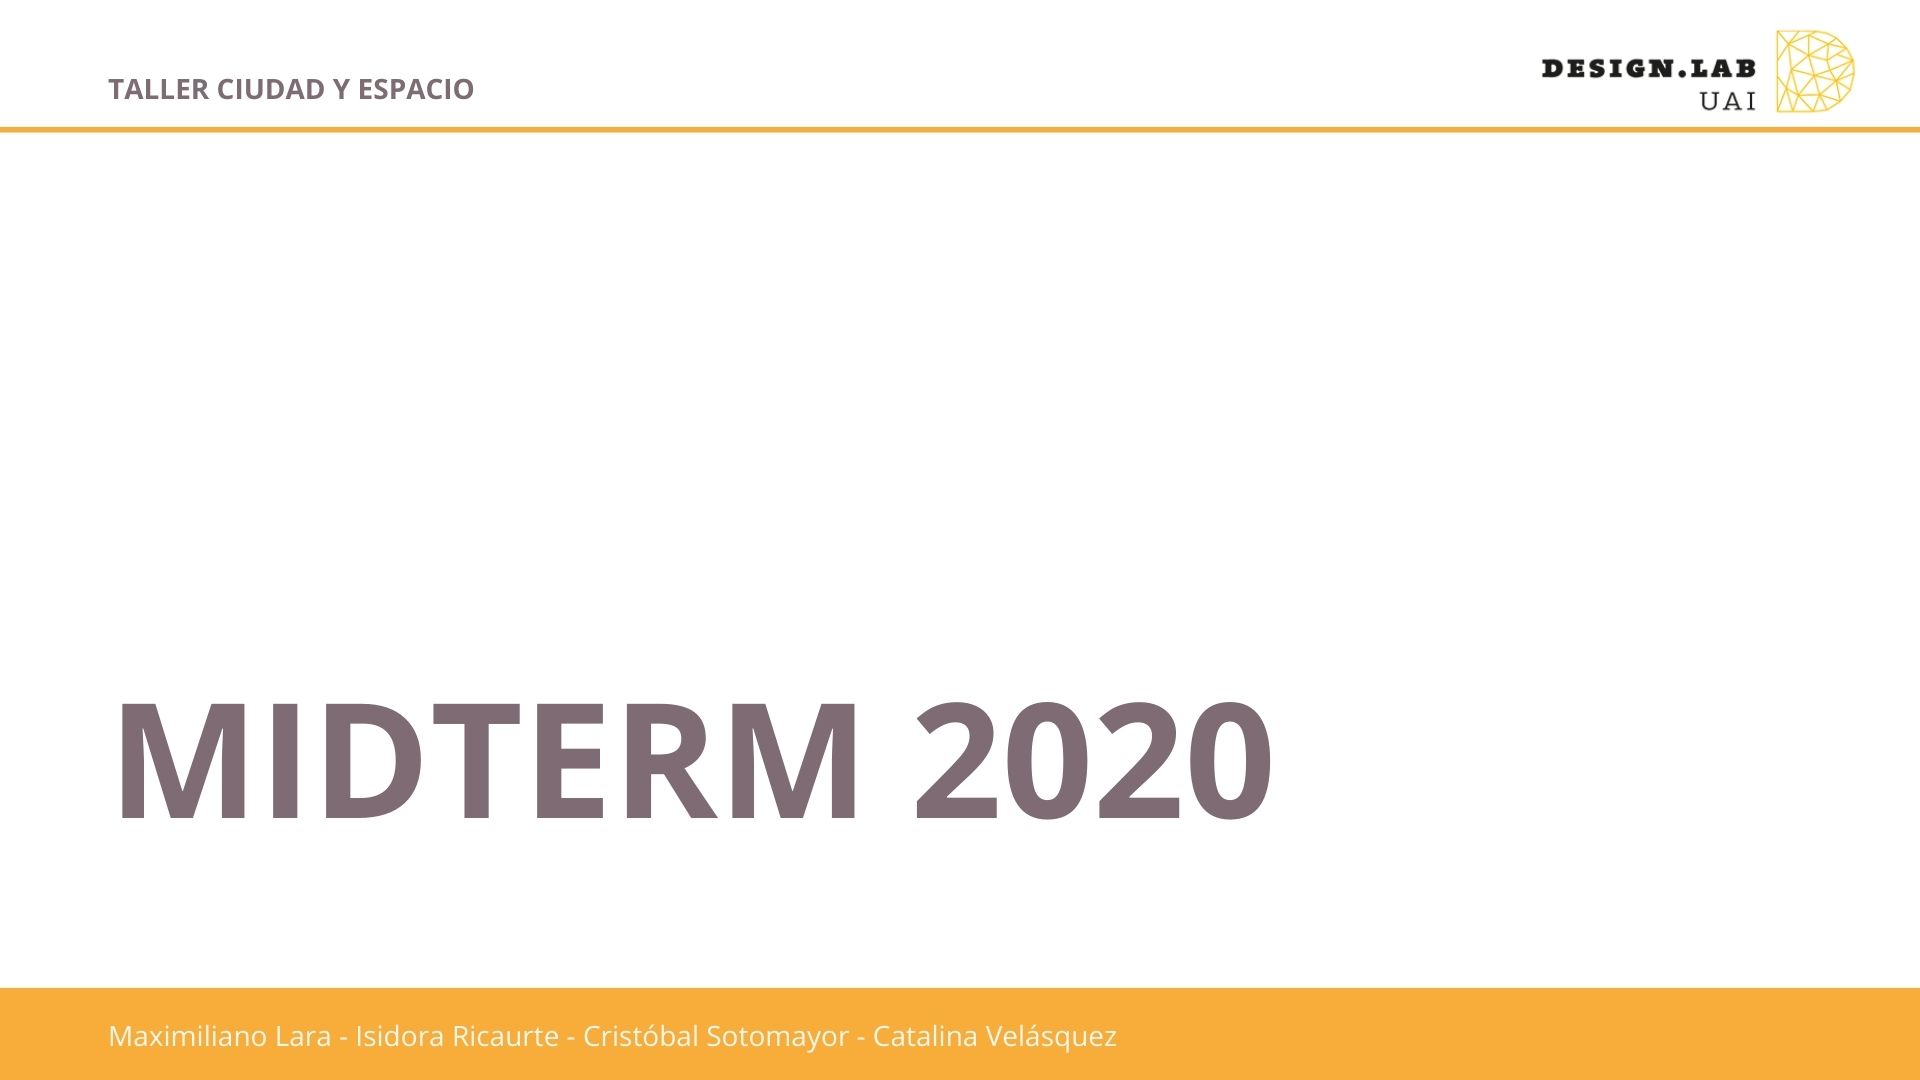 TALLER CIUDAD Y ESPACIO
DESIGN.LAB
UAI
MIDTERM 2020
Maximiliano Lara - Isidora Ricaurte - Cristóbal Sotomayor - Catalina Velásquez